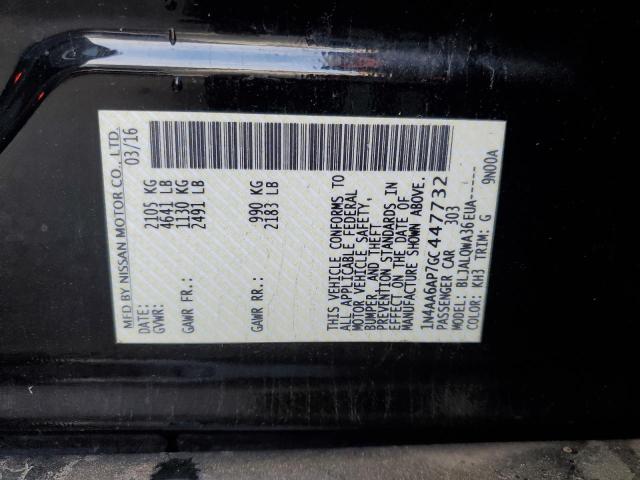 MFD BY NISSAN MOTOR CO., LTD.
DATE: 03/16
GVWR: 2105 KG
4641 LB
GAWR FR: 1130 KG
2491 LB
GAWR RR: 990 KG
2183 LB
THIS VEHICLE CONFORMS TO
ALL APPLICABLE FEDERAL
MOTOR VEHICLE SAFETY,
BUMPER, AND THEFT
PREVENTION STANDARDS IN
EFFECT ON THE DATE OF
MANUFACTURE SHOWN ABOVE.
1N4AA6AP7GC447732
PASSENGER CAR 303
MODEL: BLJALQWA36EUA-----
COLOR: KH3 TRIM: G 9N00A